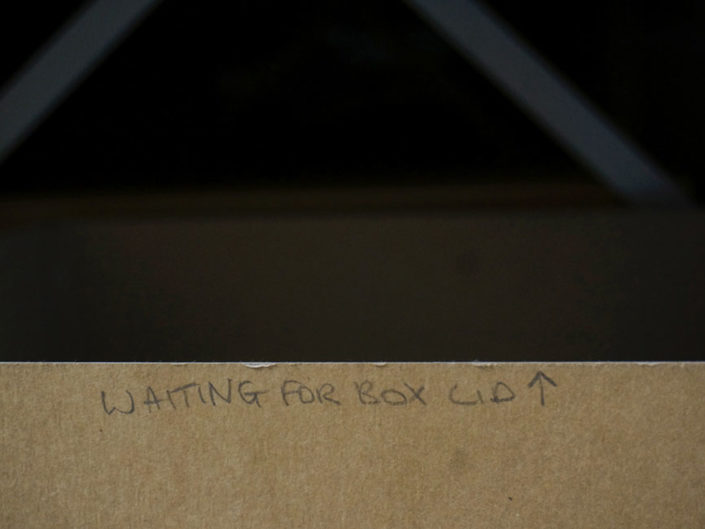 WAITING FOR BOX LID ↑